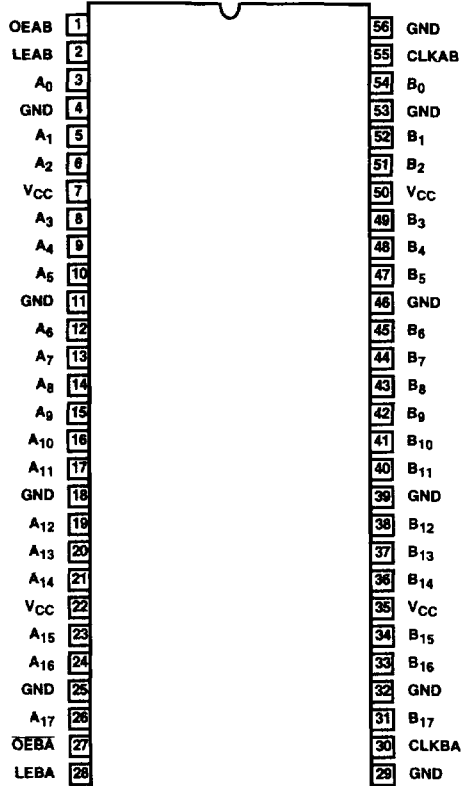 OEAB 1 56 GND
LEAB 2 55 CLKAB
A0 3 54 B0
GND 4 53 GND
A1 5 52 B1
A2 6 51 B2
VCC 7 50 VCC
A3 8 49 B3
A4 9 48 B4
A5 10 47 B5
GND 11 46 GND
A6 12 45 B6
A7 13 44 B7
A8 14 43 B8
A9 15 42 B9
A10 16 41 B10
A11 17 40 B11
GND 18 39 GND
A12 19 38 B12
A13 20 37 B13
A14 21 36 B14
VCC 22 35 VCC
A15 23 34 B15
A16 24 33 B16
GND 25 32 GND
A17 26 31 B17
OEBA 27 30 CLKBA
LEBA 28 29 GND